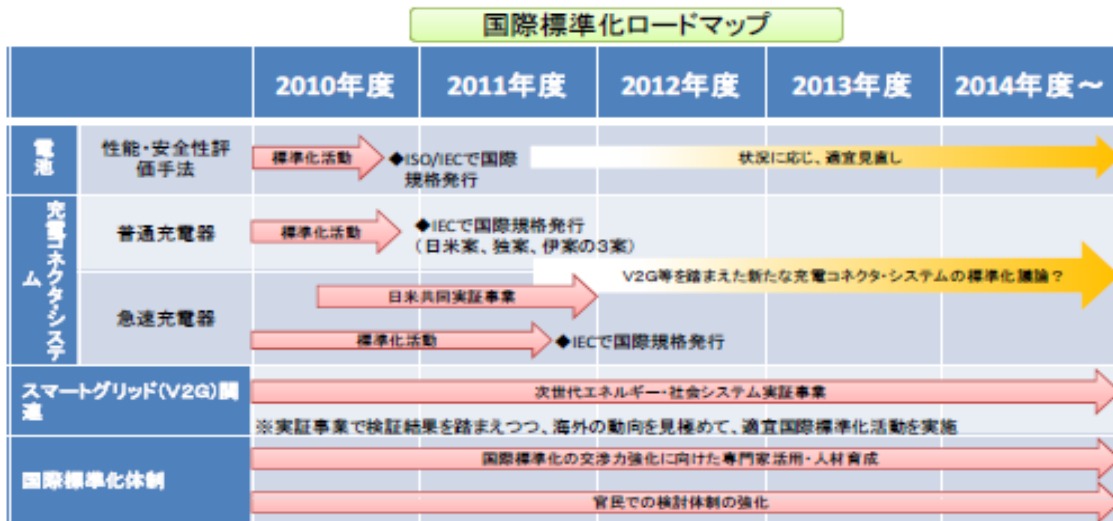 国際標準化ロードマップ
2010年度
2011年度
2012年度
2013年度
2014年度～
電池
性能・安全性評
価手法
標準化活動
◆ISO/IECで国際
規格発行
状況に応じ、適宜見直し
充電コネクタ・システ
ム
普通充電器
標準化活動
◆IECで国際規格発行
（日米案、独案、伊案の3案）
V2G等を踏まえた新たな充電コネクタ・システムの標準化議論？
急速充電器
日米共同実証事業
標準化活動
◆IECで国際規格発行
スマートグリッド（V2G）関
連
次世代エネルギー・社会システム実証事業
※実証事業で検証結果を踏まえつつ、海外の動向を見極めて、適宜国際標準化活動を実施
国際標準化体制
国際標準化の交渉力強化に向けた専門家活用・人材育成
官民での検討体制の強化